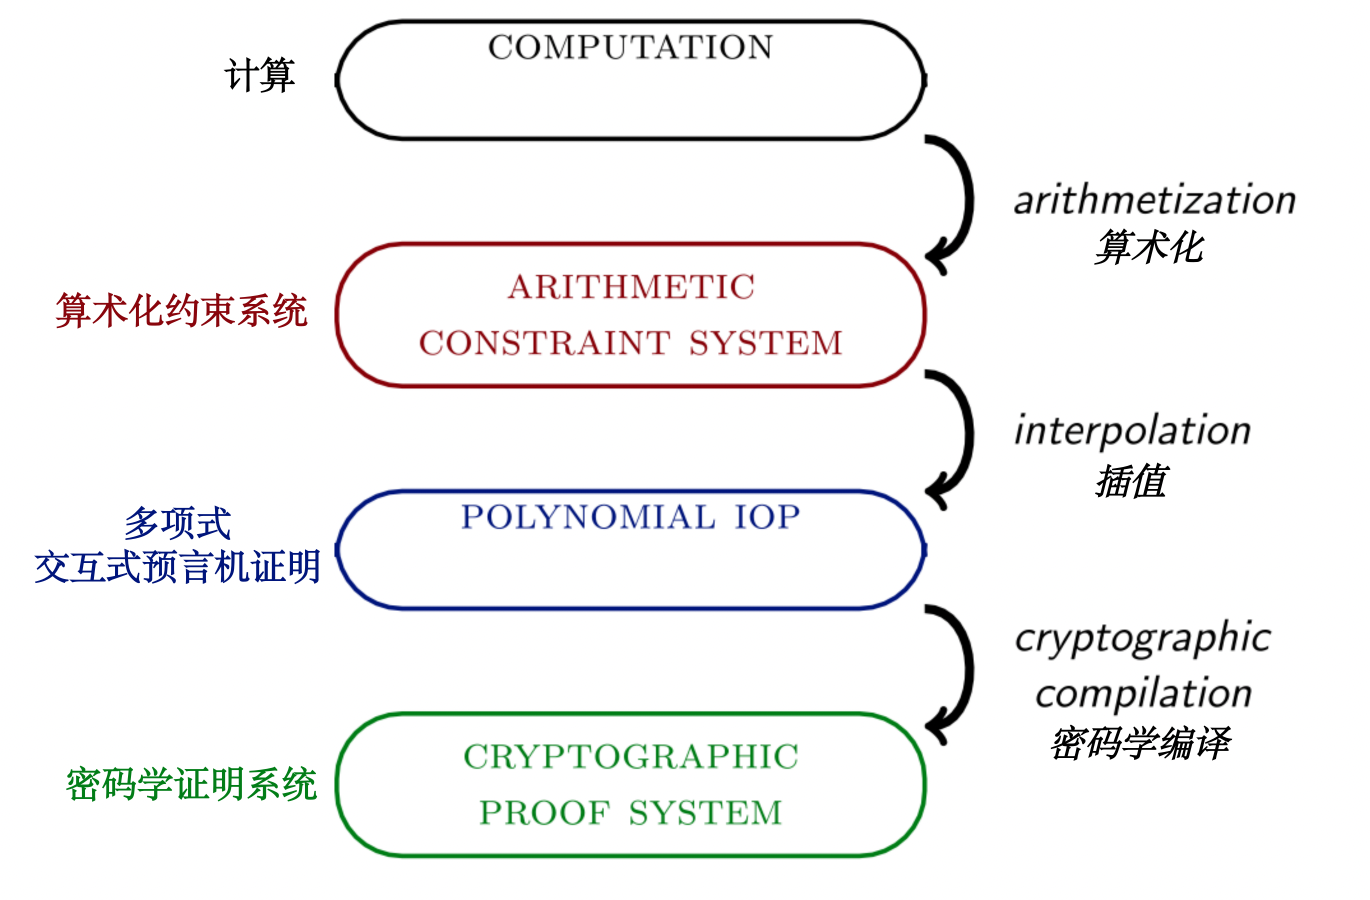 COMPUTATION
计算
arithmetization
算术化
ARITHMETIC
CONSTRAINT SYSTEM
算术化约束系统
interpolation
插值
POLYNOMIAL IOP
多项式
交互式预言机证明
cryptographic
compilation
密码学编译
CRYPTOGRAPHIC
PROOF SYSTEM
密码学证明系统